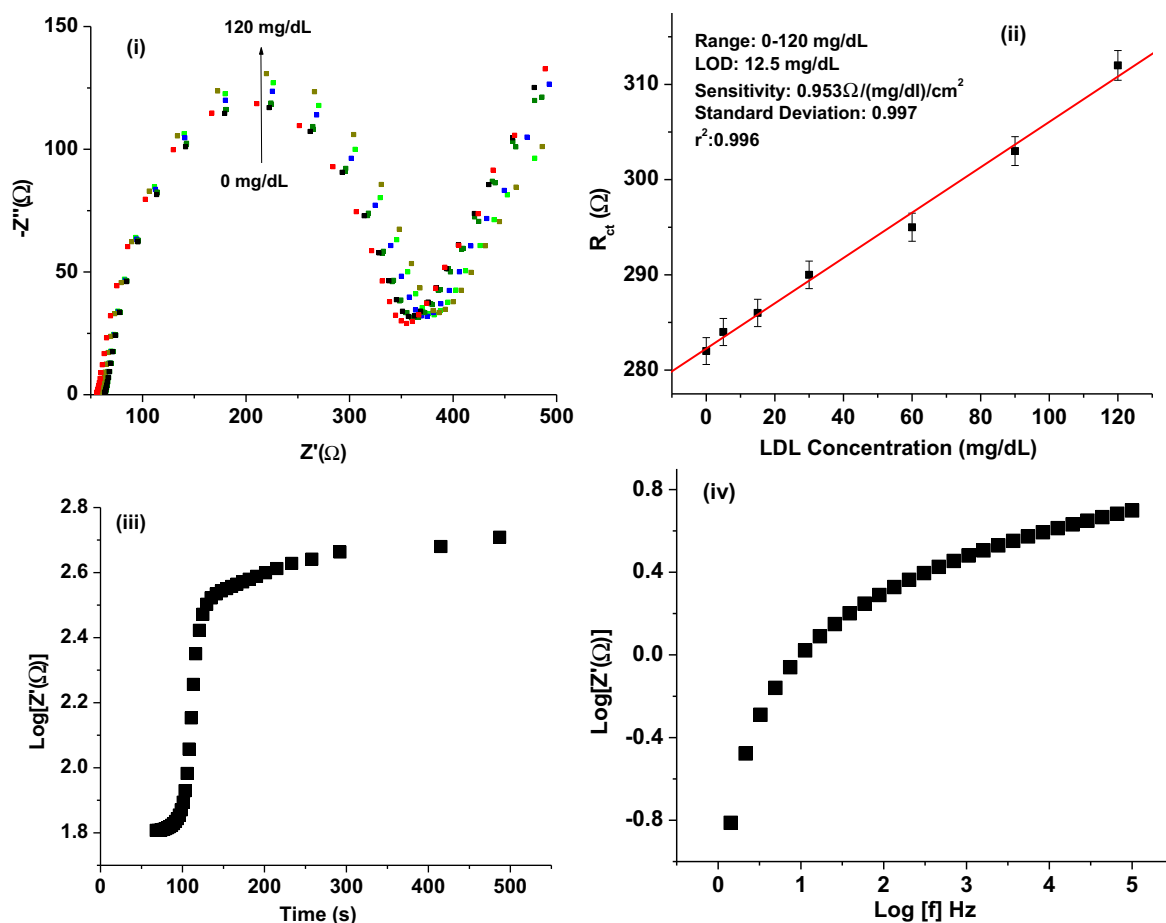 (i)
120 mg/dL
0 mg/dL
150
100
50
0
-Z''(Ω)
100
200
300
400
500
Z'(Ω)
(ii)
Range: 0-120 mg/dL
LOD: 12.5 mg/dL
Sensitivity: 0.953Ω/(mg/dl)/cm²
Standard Deviation: 0.997
r²:0.996
310
300
290
280
Rct (Ω)
0
20
40
60
80
100
120
LDL Concentration (mg/dL)
(iii)
2.8
2.6
2.4
2.2
2.0
1.8
Log[Z'(Ω)]
0
100
200
300
400
500
Time (s)
(iv)
0.8
0.4
0.0
-0.4
-0.8
Log[Z'(Ω)]
0
1
2
3
4
5
Log [f] Hz